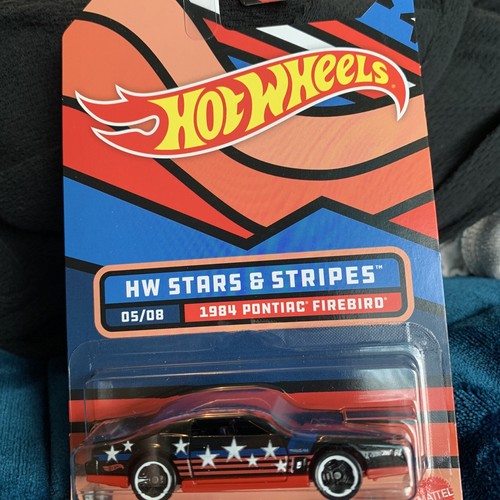 HOT WHEELS
HW STARS & STRIPES™
05/08
1984 PONTIAC® FIREBIRD®
MATTEL